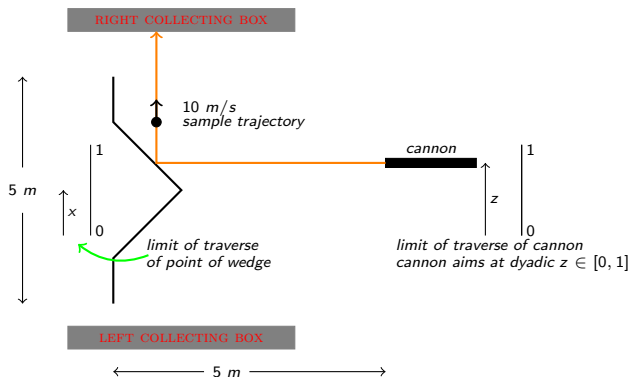 RIGHT COLLECTING BOX
10 m/s
sample trajectory
cannon
1
1
5 m
x
z
0
0
limit of traverse
of point of wedge
limit of traverse of cannon
cannon aims at dyadic z ∈ [0, 1]
LEFT COLLECTING BOX
5 m